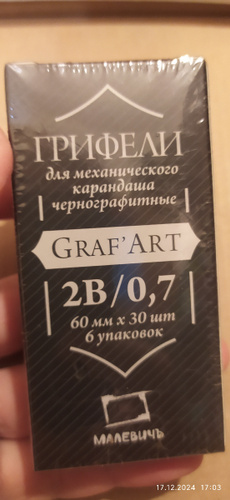 ГРИФЕЛИ
для механического
карандаша
чернографитные
GRAF'ART
2B/0,7
60 мм х 30 шт
6 упаковок
МАЛЕВИЧЪ
17.12.2024 17:03